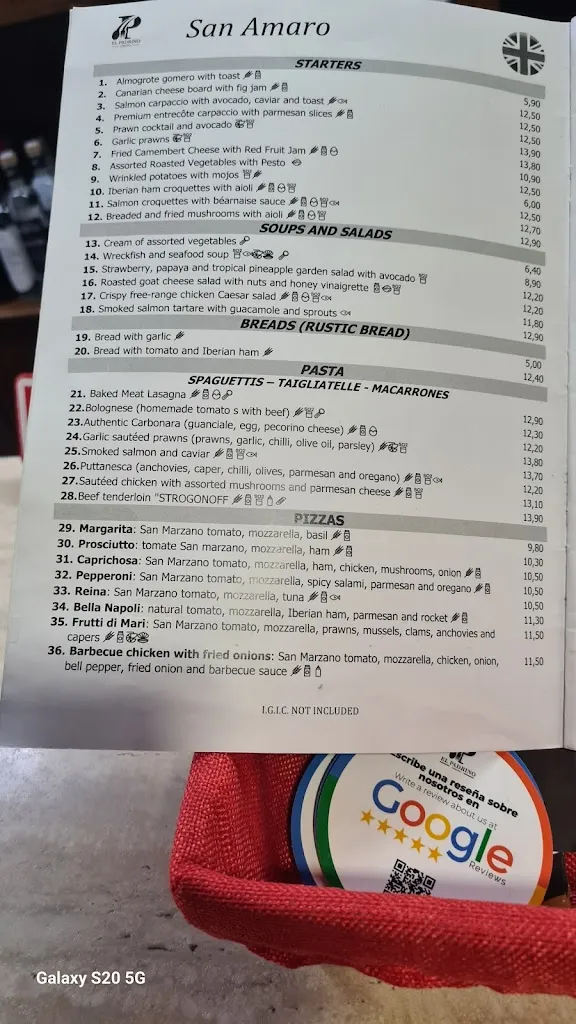 EL PADRINO
San Amaro
STARTERS
1. Almogrote gomero with toast 5,90
2. Canarian cheese board with fig jam 12,50
3. Salmon carpaccio with avocado, caviar and toast 12,50
4. Premium entrecôte carpaccio with parmesan slices 12,50
5. Prawn cocktail and avocado 13,90
6. Garlic prawns 13,80
7. Fried Camembert Cheese with Red Fruit Jam 10,90
8. Assorted Roasted Vegetables with Pesto 12,50
9. Wrinkled potatoes with mojos 6,00
10. Iberian ham croquettes with aioli 12,50
11. Salmon croquettes with béarnaise sauce 12,70
12. Breaded and fried mushrooms with aioli 12,90
SOUPS AND SALADS
13. Cream of assorted vegetables 6,40
14. Wreckfish and seafood soup 8,90
15. Strawberry, papaya and tropical pineapple garden salad with avocado 12,20
16. Roasted goat cheese salad with nuts and honey vinaigrette 12,20
17. Crispy free-range chicken Caesar salad 11,80
18. Smoked salmon tartare with guacamole and sprouts 12,90
BREADS (RUSTIC BREAD)
19. Bread with garlic 5,00
20. Bread with tomato and Iberian ham 12,40
PASTA
SPAGUETTIS – TAIGLIATELLE - MACARRONES
21. Baked Meat Lasagna 12,90
22.Bolognese (homemade tomato s with beef) 12,30
23.Authentic Carbonara (guanciale, egg, pecorino cheese) 12,20
24.Garlic sautéed prawns (prawns, garlic, chilli, olive oil, parsley) 13,80
25.Smoked salmon and caviar 13,70
26.Puttanesca (anchovies, caper, chilli, olives, parmesan and oregano) 12,20
27.Sautéed chicken with assorted mushrooms and parmesan cheese 13,10
28.Beef tenderloin "STROGONOFF 13,90
PIZZAS
29. Margarita: San Marzano tomato, mozzarella, basil 9,80
30. Prosciutto: tomate San marzano, mozzarella, ham 10,30
31. Caprichosa: San Marzano tomato, mozzarella, ham, chicken, mushrooms, onion 10,50
32. Pepperoni: San Marzano tomato, mozzarella, spicy salami, parmesan and oregano 10,50
33. Reina: San Marzano tomato, mozzarella, tuna 10,50
34. Bella Napoli: natural tomato, mozzarella, Iberian ham, parmesan and rocket 11,30
35. Frutti di Mari: San Marzano tomato, mozzarella, prawns, mussels, clams, anchovies and 11,50
capers
36. Barbecue chicken with fried onions: San Marzano tomato, mozzarella, chicken, onion, 11,50
bell pepper, fried onion and barbecue sauce
I.G.I.C. NOT INCLUDED
EL PADRINO
scribe una reseña sobre
nosotros en
Write a review about us at
Google
Reviews
Galaxy S20 5G